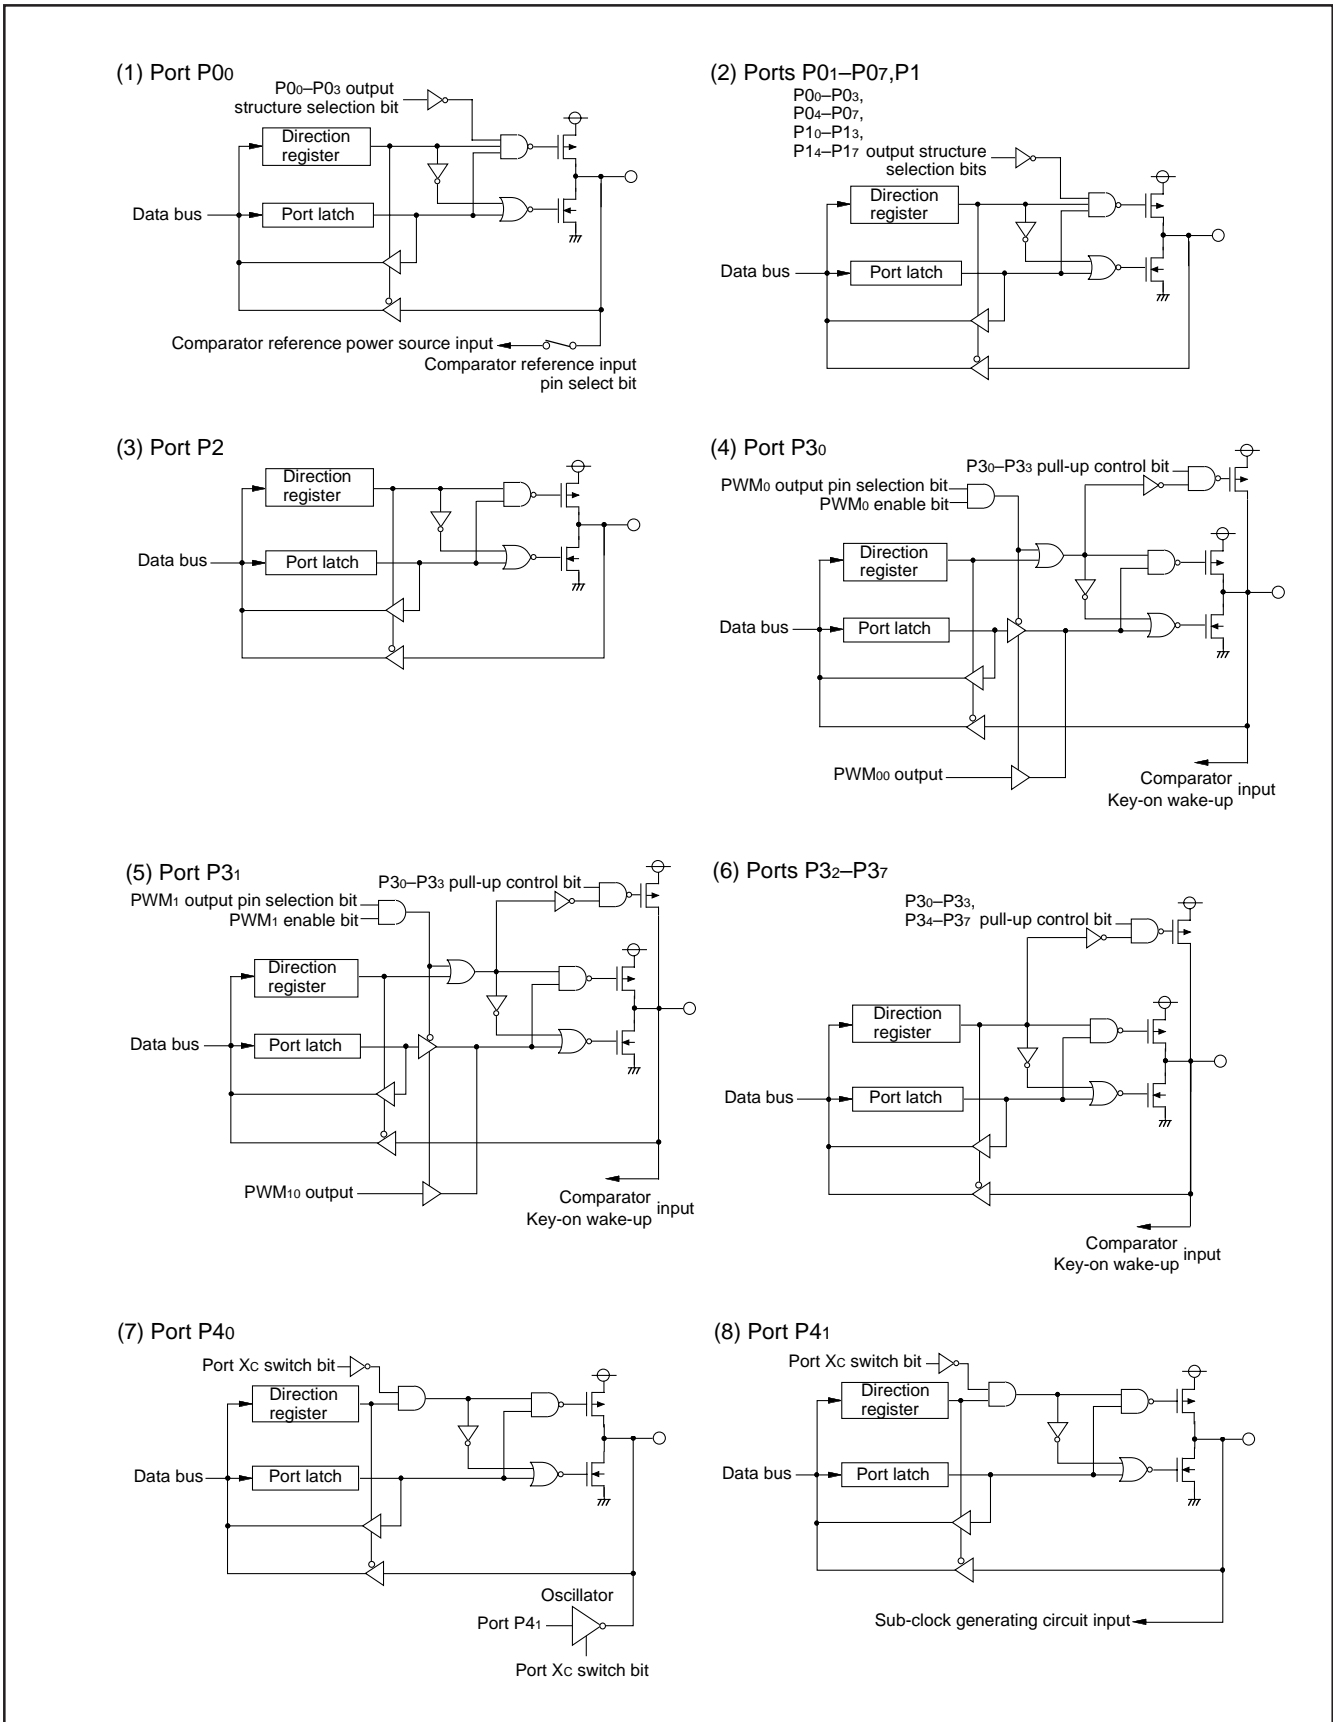 (1) Port P00
P00–P03 output
structure selection bit
Direction
register
Data bus
Port latch
Comparator reference power source input
Comparator reference input
pin select bit
(2) Ports P01–P07,P1
P00–P03,
P04–P07,
P10–P13,
P14–P17 output structure
selection bits
Direction
register
Data bus
Port latch
(3) Port P2
Direction
register
Data bus
Port latch
(4) Port P30
P30–P33 pull-up control bit
PWM0 output pin selection bit
PWM0 enable bit
Direction
register
Data bus
Port latch
PWM00 output
Comparator
Key-on wake-up
input
(5) Port P31
P30–P33 pull-up control bit
PWM1 output pin selection bit
PWM1 enable bit
Direction
register
Data bus
Port latch
PWM10 output
Comparator
Key-on wake-up
input
(6) Ports P32–P37
P30–P33,
P34–P37 pull-up control bit
Direction
register
Data bus
Port latch
Comparator
Key-on wake-up
input
(7) Port P40
Port XC switch bit
Direction
register
Data bus
Port latch
Oscillator
Port P41
Port XC switch bit
(8) Port P41
Port XC switch bit
Direction
register
Data bus
Port latch
Sub-clock generating circuit input